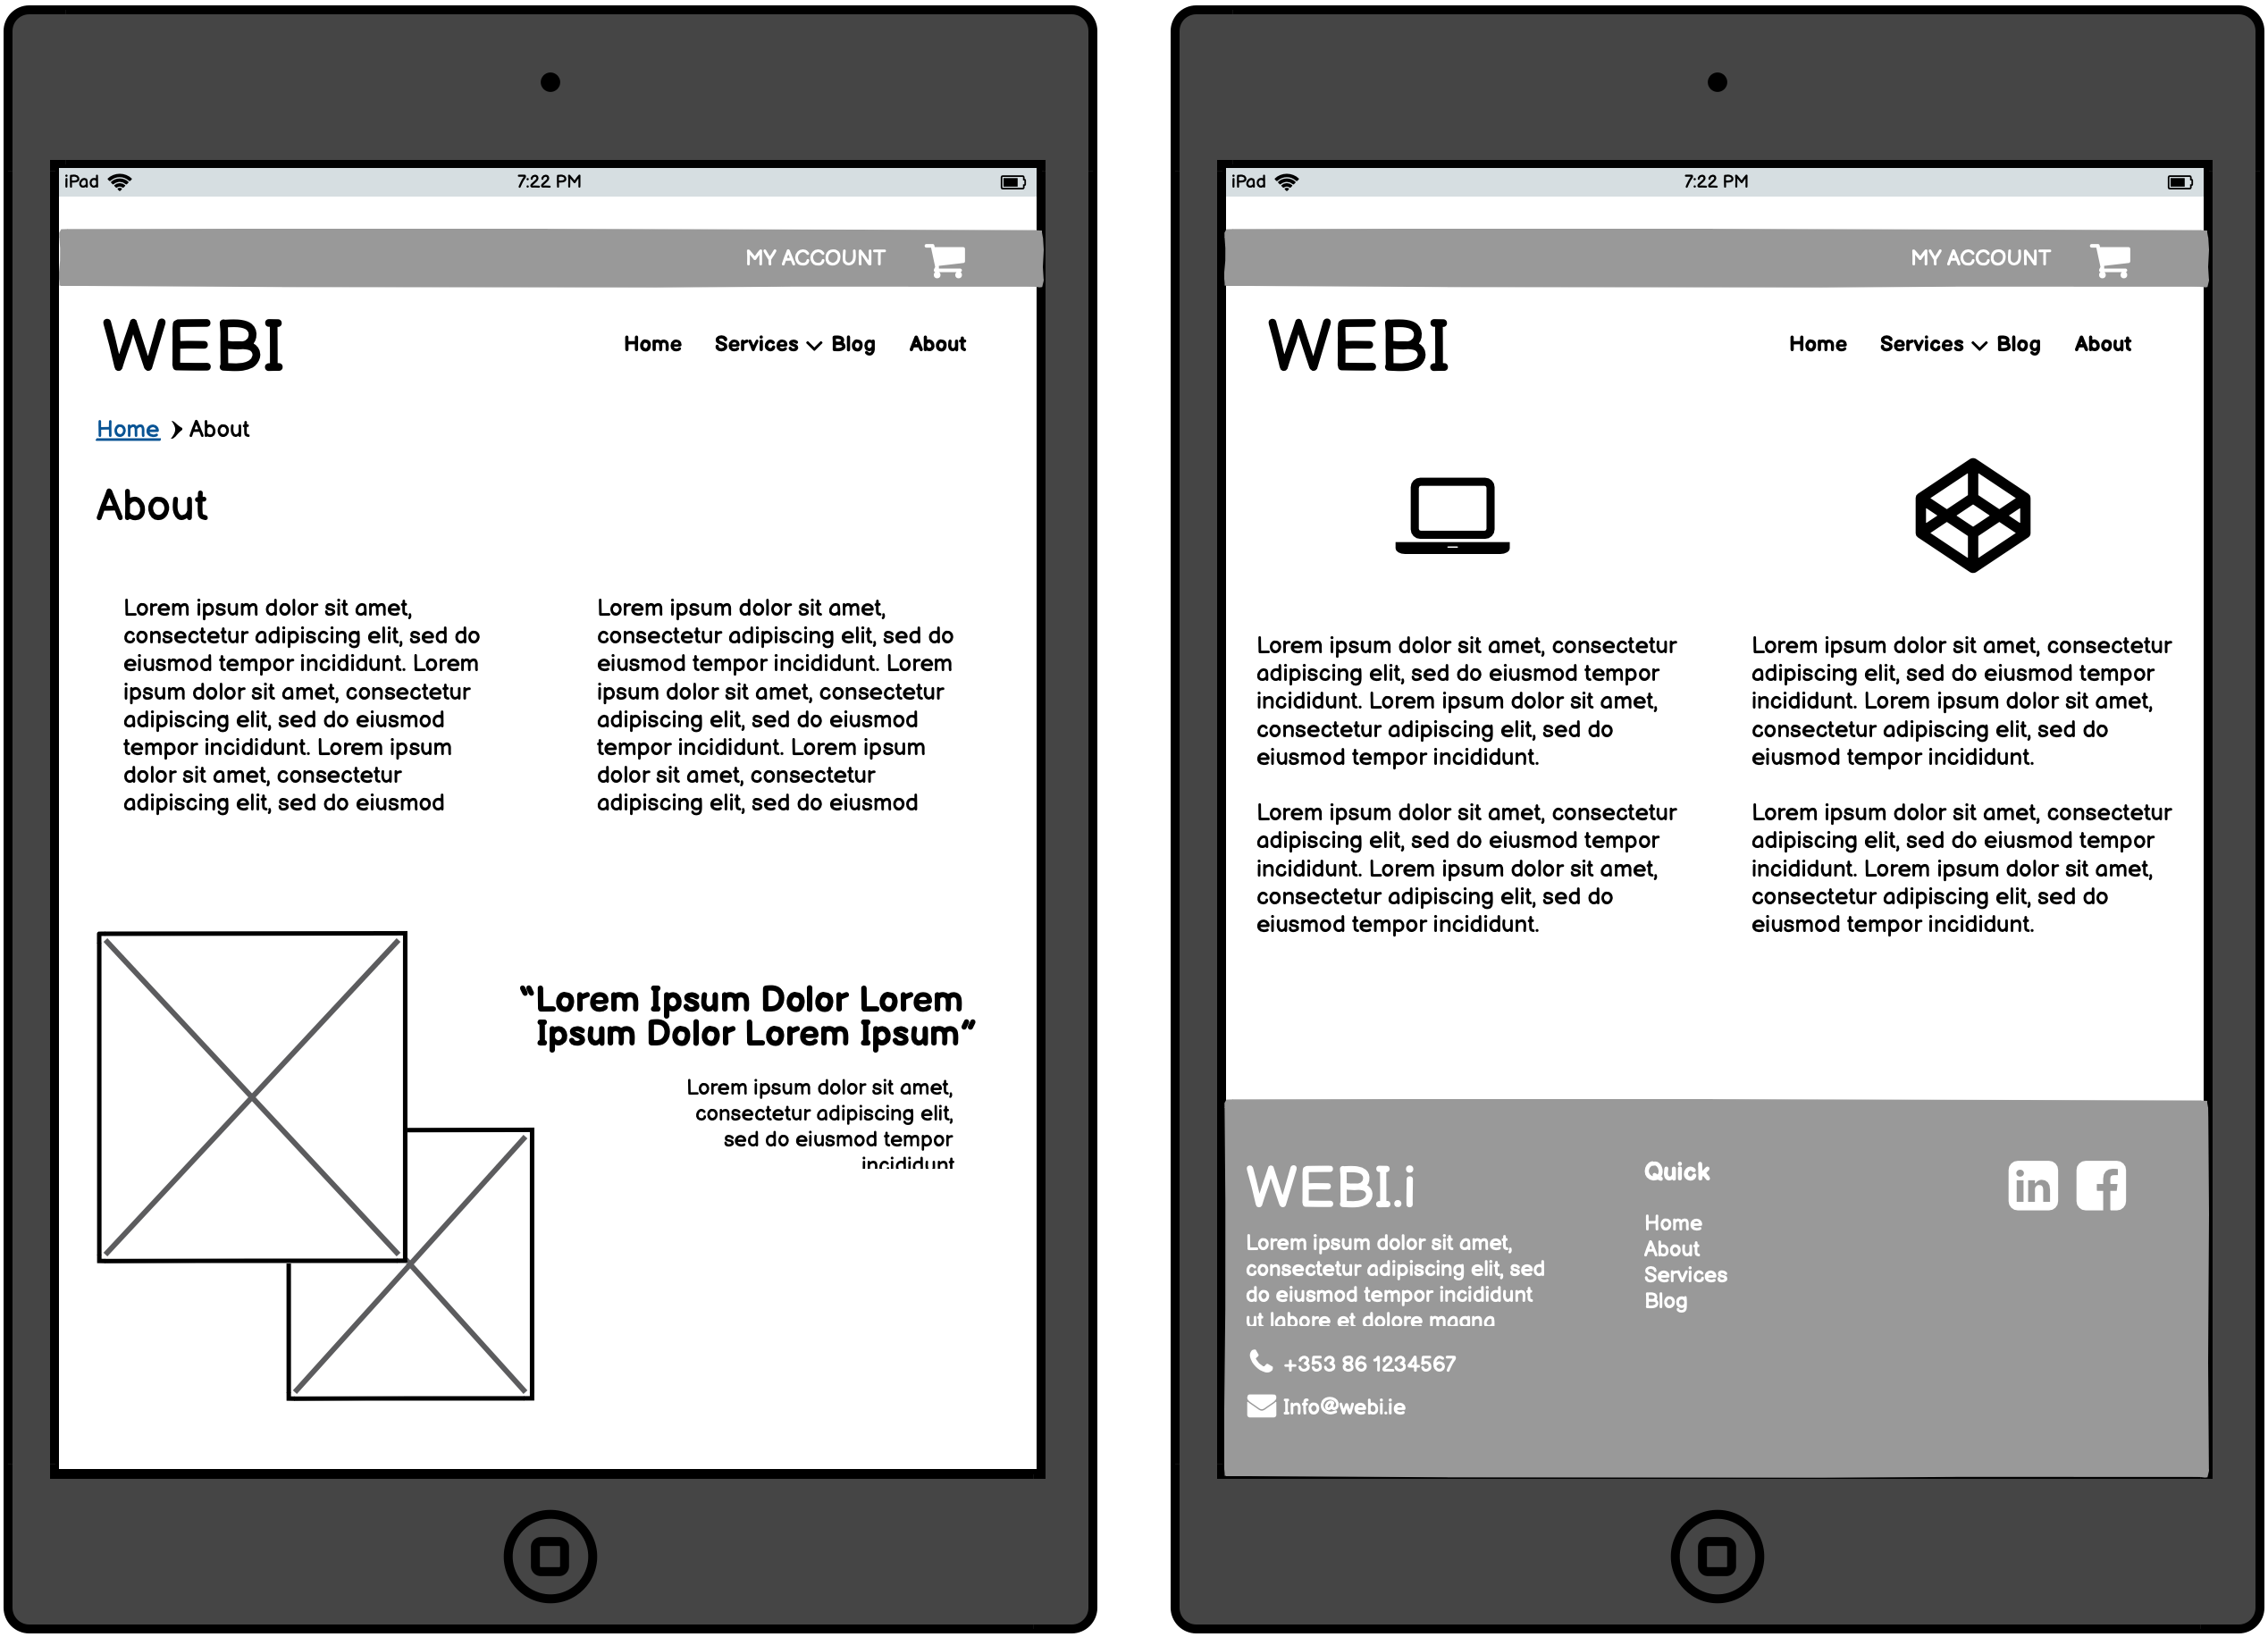 iPad 7:22 PM
MY ACCOUNT
WEBI
Home Services Blog About
Home About
About
Lorem ipsum dolor sit amet,
consectetur adipiscing elit, sed do
eiusmod tempor incididunt. Lorem
ipsum dolor sit amet, consectetur
adipiscing elit, sed do eiusmod
tempor incididunt. Lorem ipsum
dolor sit amet, consectetur
adipiscing elit, sed do eiusmod
Lorem ipsum dolor sit amet,
consectetur adipiscing elit, sed do
eiusmod tempor incididunt. Lorem
ipsum dolor sit amet, consectetur
adipiscing elit, sed do eiusmod
tempor incididunt. Lorem ipsum
dolor sit amet, consectetur
adipiscing elit, sed do eiusmod
“Lorem Ipsum Dolor Lorem
Ipsum Dolor Lorem Ipsum”
Lorem ipsum dolor sit amet,
consectetur adipiscing elit,
sed do eiusmod tempor
incididunt
iPad 7:22 PM
MY ACCOUNT
WEBI
Home Services Blog About
Lorem ipsum dolor sit amet, consectetur
adipiscing elit, sed do eiusmod tempor
incididunt. Lorem ipsum dolor sit amet,
consectetur adipiscing elit, sed do
eiusmod tempor incididunt.
Lorem ipsum dolor sit amet, consectetur
adipiscing elit, sed do eiusmod tempor
incididunt. Lorem ipsum dolor sit amet,
consectetur adipiscing elit, sed do
eiusmod tempor incididunt.
Lorem ipsum dolor sit amet, consectetur
adipiscing elit, sed do eiusmod tempor
incididunt. Lorem ipsum dolor sit amet,
consectetur adipiscing elit, sed do
eiusmod tempor incididunt.
Lorem ipsum dolor sit amet, consectetur
adipiscing elit, sed do eiusmod tempor
incididunt. Lorem ipsum dolor sit amet,
consectetur adipiscing elit, sed do
eiusmod tempor incididunt.
WEBI.i
Lorem ipsum dolor sit amet,
consectetur adipiscing elit, sed
do eiusmod tempor incididunt
ut labore et dolore magna
+353 86 1234567
Info@webi.ie
Quick
Home
About
Services
Blog
in f